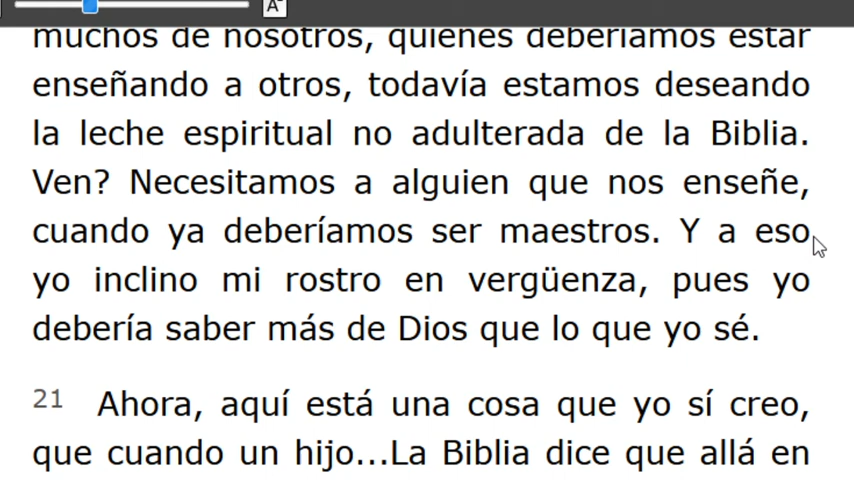 A
muchos de nosotros, quienes deberíamos estar
enseñando a otros, todavía estamos deseando
la leche espiritual no adulterada de la Biblia.
Ven? Necesitamos a alguien que nos enseñe,
cuando ya deberíamos ser maestros. Y a eso
yo inclino mi rostro en vergüenza, pues yo
debería saber más de Dios que lo que yo sé.
21 Ahora, aquí está una cosa que yo sí creo,
que cuando un hijo...La Biblia dice que allá en